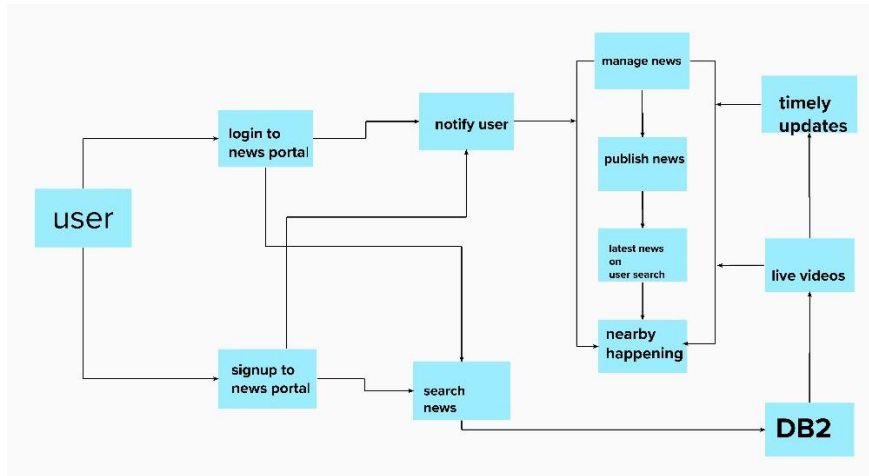 manage news
timely
updates
login to
news portal
notify user
publish news
user
latest news
on
user search
live videos
nearby
happening
signup to
news portal
search
news
DB2